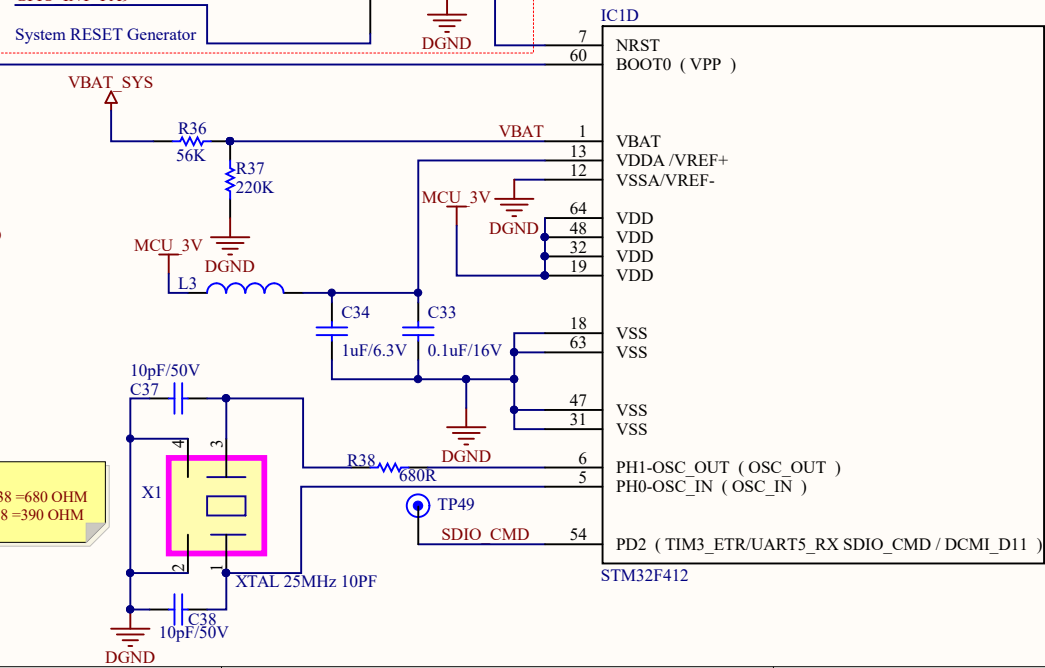 System RESET Generator
DGND
IC1D
7
NRST
60
BOOT0 ( VPP )
VBAT_SYS
R36
56K
R37
220K
DGND
VBAT
1
VBAT
13
VDDA /VREF+
12
VSSA/VREF-
MCU_3V
DGND
64
VDD
48
VDD
32
VDD
19
VDD
MCU_3V
L3
C34
1uF/6.3V
C33
0.1uF/16V
18
VSS
63
VSS
47
VSS
31
VSS
DGND
10pF/50V
C37
4
3
X1
2
1
XTAL 25MHz 10PF
C38
10pF/50V
DGND
R38
680R
6
PH1-OSC_OUT ( OSC_OUT )
5
PH0-OSC_IN ( OSC_IN )
TP49
SDIO_CMD
54
PD2 ( TIM3_ETR/UART5_RX SDIO_CMD / DCMI_D11 )
STM32F412
38 =680 OHM
8 =390 OHM